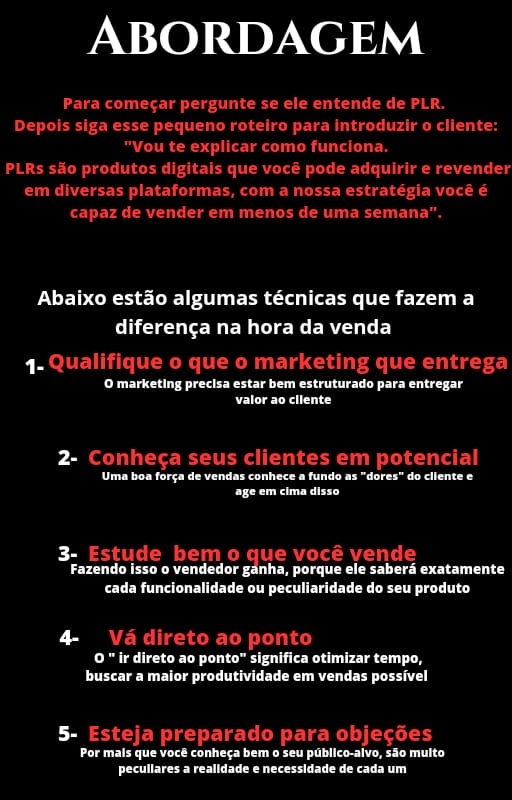 ABORDAGEM
Para começar pergunte se ele entende de PLR.
Depois siga esse pequeno roteiro para introduzir o cliente:
"Vou te explicar como funciona.
PLRs são produtos digitais que você pode adquirir e revender
em diversas plataformas, com a nossa estratégia você é
capaz de vender em menos de uma semana".
Abaixo estão algumas técnicas que fazem a
diferença na hora da venda
1- Qualifique o que o marketing que entrega
O marketing precisa estar bem estruturado para entregar
valor ao cliente
2- Conheça seus clientes em potencial
Uma boa força de vendas conhece a fundo as "dores" do cliente e
age em cima disso
3- Estude bem o que você vende
Fazendo isso o vendedor ganha, porque ele saberá exatamente
cada funcionalidade ou peculiaridade do seu produto
4- Vá direto ao ponto
O " ir direto ao ponto" significa otimizar tempo,
buscar a maior produtividade em vendas possível
5- Esteja preparado para objeções
Por mais que você conheça bem o seu público-alvo, são muito
peculiares a realidade e necessidade de cada um